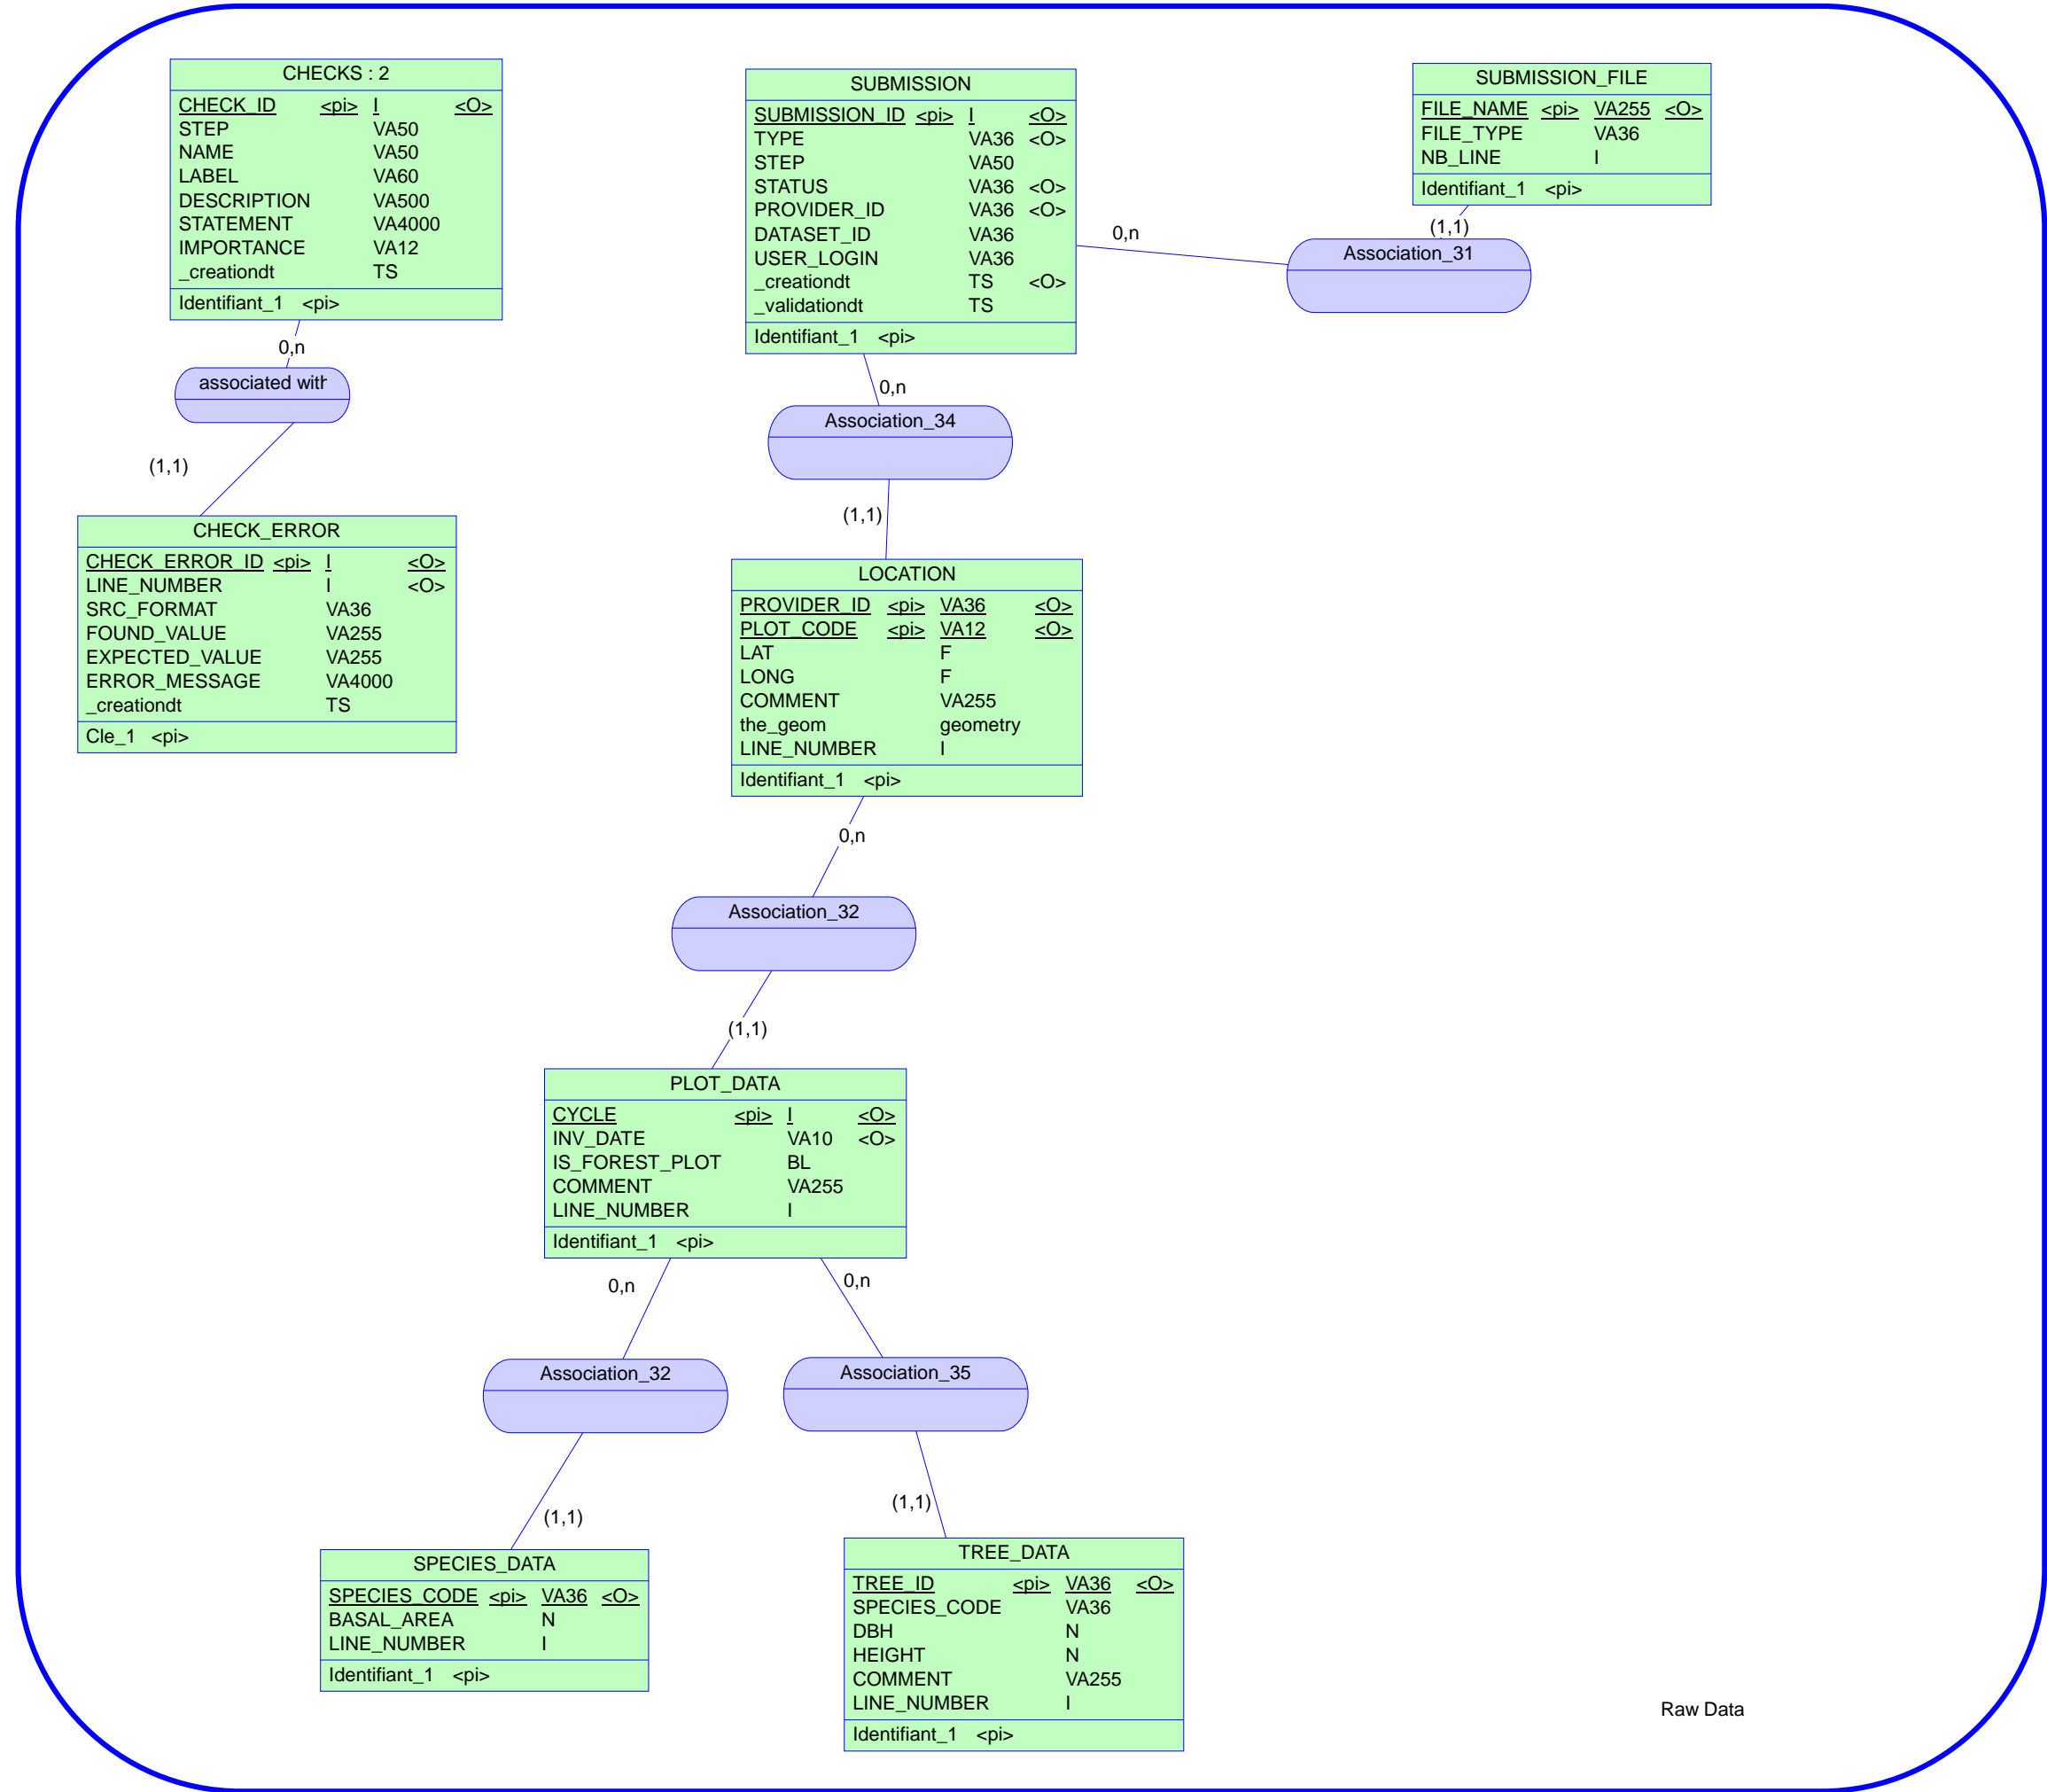 CHECKS : 2
CHECK_ID <pi> I <O>
STEP VA50
NAME VA50
LABEL VA60
DESCRIPTION VA500
STATEMENT VA4000
IMPORTANCE VA12
_creationdt TS
Identifiant_1 <pi>
0,n
associated with
(1,1)
CHECK_ERROR
CHECK_ERROR_ID <pi> I <O>
LINE_NUMBER I <O>
SRC_FORMAT VA36
FOUND_VALUE VA255
EXPECTED_VALUE VA255
ERROR_MESSAGE VA4000
_creationdt TS
Cle_1 <pi>
SUBMISSION
SUBMISSION_ID <pi> I <O>
TYPE VA36 <O>
STEP VA50
STATUS VA36 <O>
PROVIDER_ID VA36 <O>
DATASET_ID VA36
USER_LOGIN VA36
_creationdt TS <O>
_validationdt TS
Identifiant_1 <pi>
0,n
SUBMISSION_FILE
FILE_NAME <pi> VA255 <O>
FILE_TYPE VA36
NB_LINE I
Identifiant_1 <pi>
(1,1)
Association_31
0,n
Association_34
(1,1)
LOCATION
PROVIDER_ID <pi> VA36 <O>
PLOT_CODE <pi> VA12 <O>
LAT F
LONG F
COMMENT VA255
the_geom geometry
LINE_NUMBER I
Identifiant_1 <pi>
0,n
Association_32
(1,1)
PLOT_DATA
CYCLE <pi> I <O>
INV_DATE VA10 <O>
IS_FOREST_PLOT BL
COMMENT VA255
LINE_NUMBER I
Identifiant_1 <pi>
0,n
0,n
Association_32
Association_35
(1,1)
(1,1)
SPECIES_DATA
SPECIES_CODE <pi> VA36 <O>
BASAL_AREA N
LINE_NUMBER I
Identifiant_1 <pi>
TREE_DATA
TREE_ID <pi> VA36 <O>
SPECIES_CODE VA36
DBH N
HEIGHT N
COMMENT VA255
LINE_NUMBER I
Identifiant_1 <pi>
Raw Data